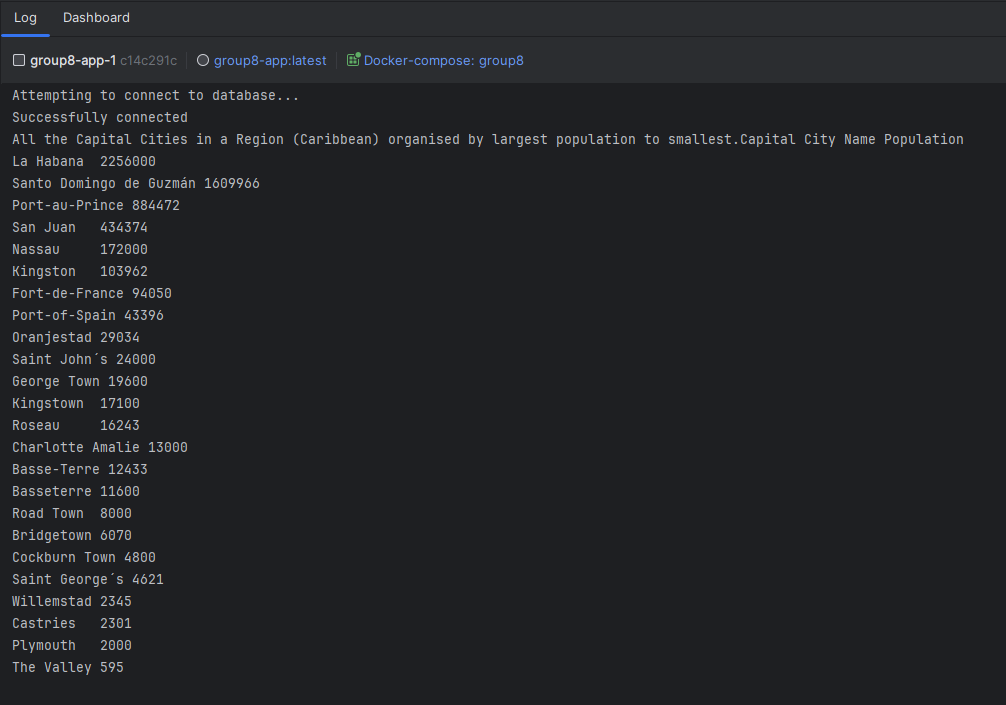 Log Dashboard
group8-app-1 c14c291c group8-app:latest Docker-compose: group8
Attempting to connect to database...
Successfully connected
All the Capital Cities in a Region (Caribbean) organised by largest population to smallest.Capital City Name Population
La Habana  2256000
Santo Domingo de Guzmán 1609966
Port-au-Prince 884472
San Juan   434374
Nassau     172000
Kingston   103962
Fort-de-France 94050
Port-of-Spain 43396
Oranjestad 29034
Saint John´s 24000
George Town 19600
Kingstown  17100
Roseau     16243
Charlotte Amalie 13000
Basse-Terre 12433
Basseterre 11600
Road Town  8000
Bridgetown 6070
Cockburn Town 4800
Saint George´s 4621
Willemstad 2345
Castries   2301
Plymouth   2000
The Valley 595